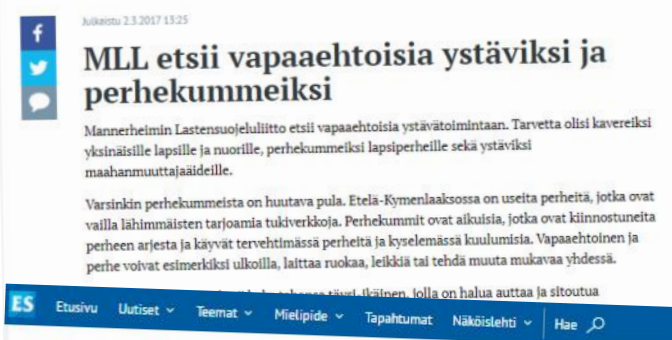 Julkaistu 2.3.2017 13:25
MLL etsii vapaaehtoisia ystäviksi ja
perhekummeiksi
Mannerheimin Lastensuojeluliitto etsii vapaaehtoisia ystävätoimintaan. Tarvetta olisi kavereiksi
yksinäisille lapsille ja nuorille, perhekummeiksi lapsiperheille sekä ystäviksi
maahanmuuttajaäideille.
Varsinkin perhekummeista on huutava pula. Etelä-Kymenlaaksossa on useita perheitä, jotka ovat
vailla lähimmäisten tarjoamia tukiverkkoja. Perhekummit ovat aikuisia, jotka ovat kiinnostuneita
perheen arjesta ja käyvät tervehtimässä perheitä ja kyselemässä kuulumisia. Vapaaehtoinen ja
perhe voivat esimerkiksi ulkoilla, laittaa ruokaa, leikkiä tai tehdä muuta mukavaa yhdessä.
täysi-ikäinen, jolla on halua auttaa ja sitoutua
ES Etusivu Uutiset Teemat Mielipide Tapahtumat Näköislehti Hae